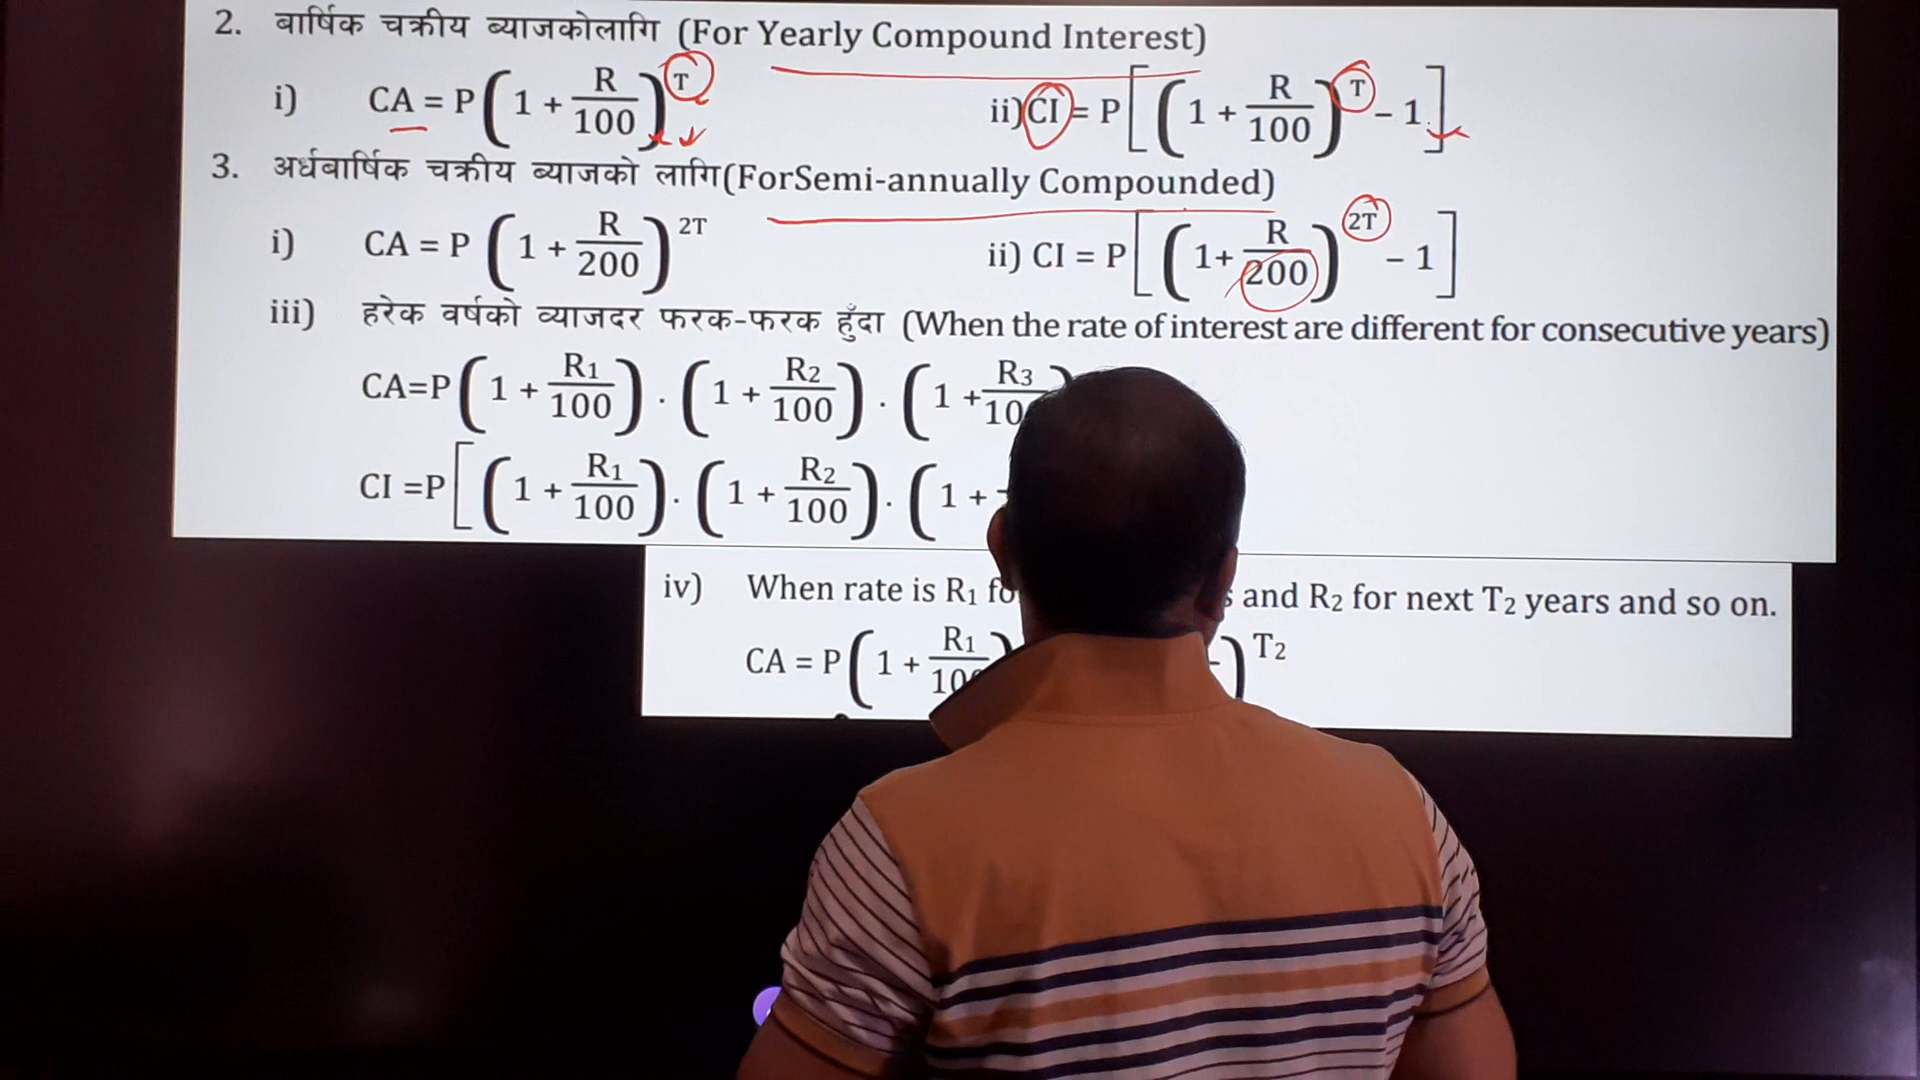 2. बार्षिक चक्रीय ब्याजकोलागि (For Yearly Compound Interest)
i) CA = P(1 + R/100)^T ii) CI = P[(1 + R/100)^T - 1]
3. अर्धबार्षिक चक्रीय ब्याजको लागि(ForSemi-annually Compounded)
i) CA = P (1 + R/200)^2T ii) CI = P[(1+ R/200)^2T - 1]
iii) हरेक वर्षको व्याजदर फरक-फरक हुँदा (When the rate of interest are different for consecutive years)
CA=P(1 + R₁/100) . (1 + R₂/100) . (1 + R₃/10
CI =P[(1 + R₁/100) . (1 + R₂/100) . (1 +
iv) When rate is R₁ and R₂ for next T₂ years and so on.
CA = P(1 + R₁/10 )^T₂